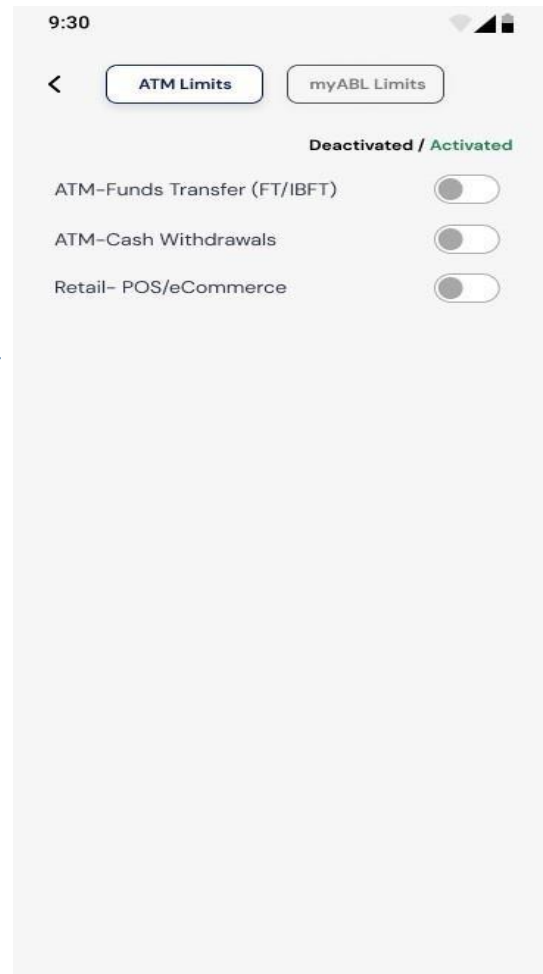 9:30
ATM Limits
myABL Limits
Deactivated / Activated
ATM-Funds Transfer (FT/IBFT)
ATM-Cash Withdrawals
Retail- POS/eCommerce